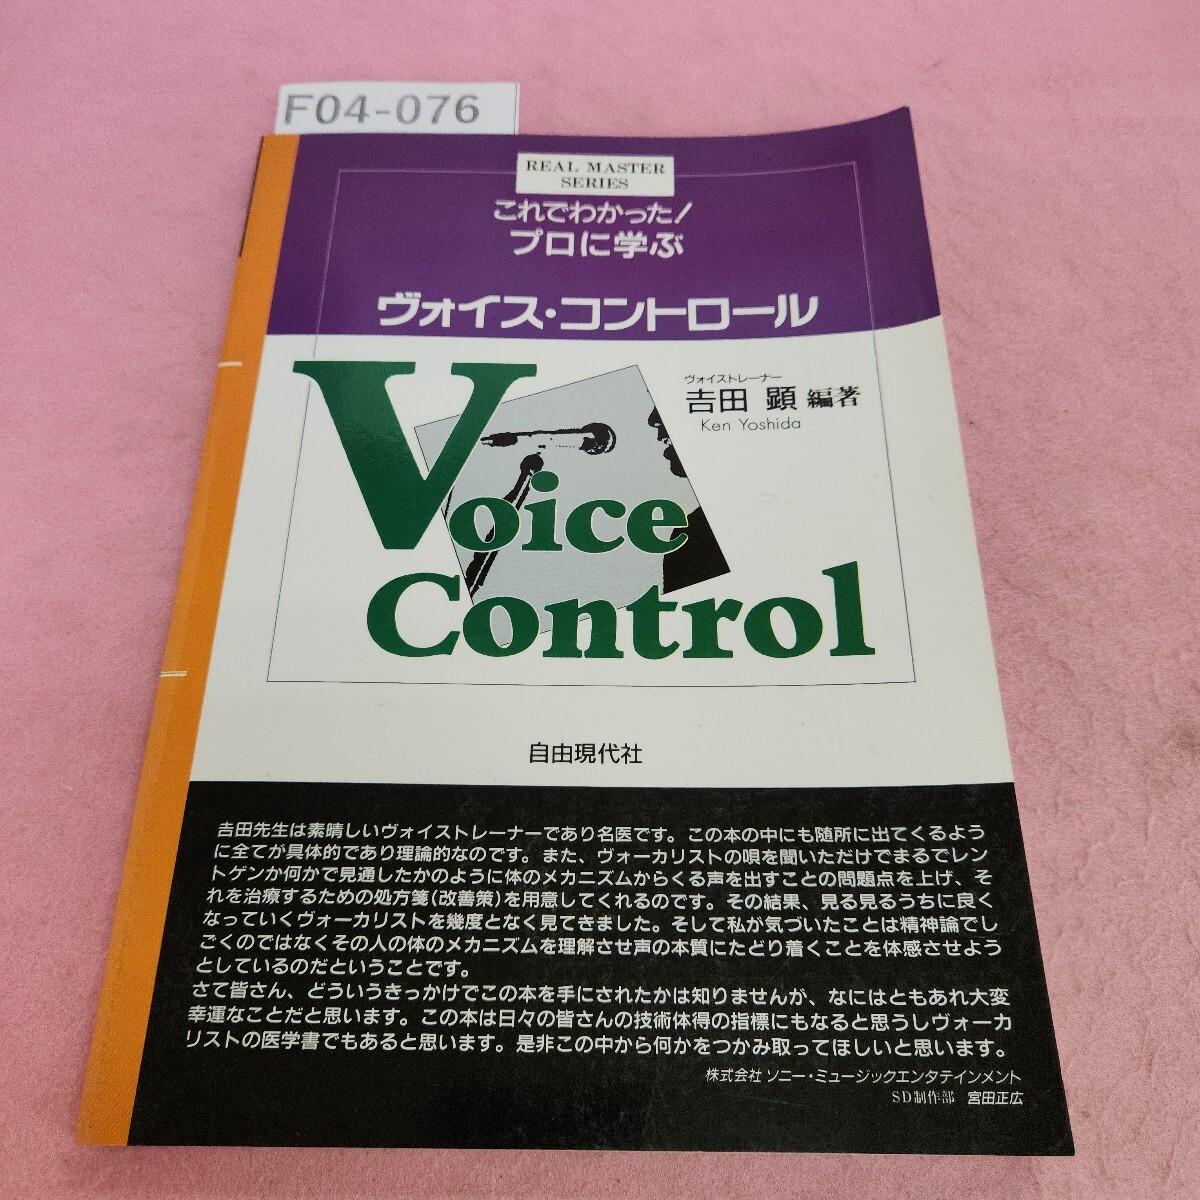 F04-076
REAL MASTER
SERIES
これでわかった!
プロに学ぶ
ヴォイス・コントロール
ヴォイストレーナー
吉田 顕 編著
Ken Yoshida
Voice
Control
自由現代社
吉田先生は素晴しいヴォイストレーナーであり名医です。この本の中にも随所に出てくるよう
に全てが具体的であり理論的なのです。また、ヴォーカリストの唄を聞いただけでまるでレン
トゲンか何かで見通したかのように体のメカニズムからくる声を出すことの問題点を上げ、そ
れを治療するための処方箋(改善策)を用意してくれるのです。その結果、見る見るうちに良く
なっていくヴォーカリストを幾度となく見てきました。そして私が気づいたことは精神論でし
ごくのではなくその人の体のメカニズムを理解させ声の本質にたどり着くことを体感させよう
としているのだということです。
さて皆さん、どういうきっかけでこの本を手にされたかは知りませんが、なにはともあれ大変
幸運なことだと思います。この本は日々の皆さんの技術体得の指標にもなると思うしヴォーカ
リストの医学書でもあると思います。是非この中から何かをつかみ取ってほしいと思います。
株式会社 ソニー・ミュージックエンタテインメント
SD制作部 宮田正広